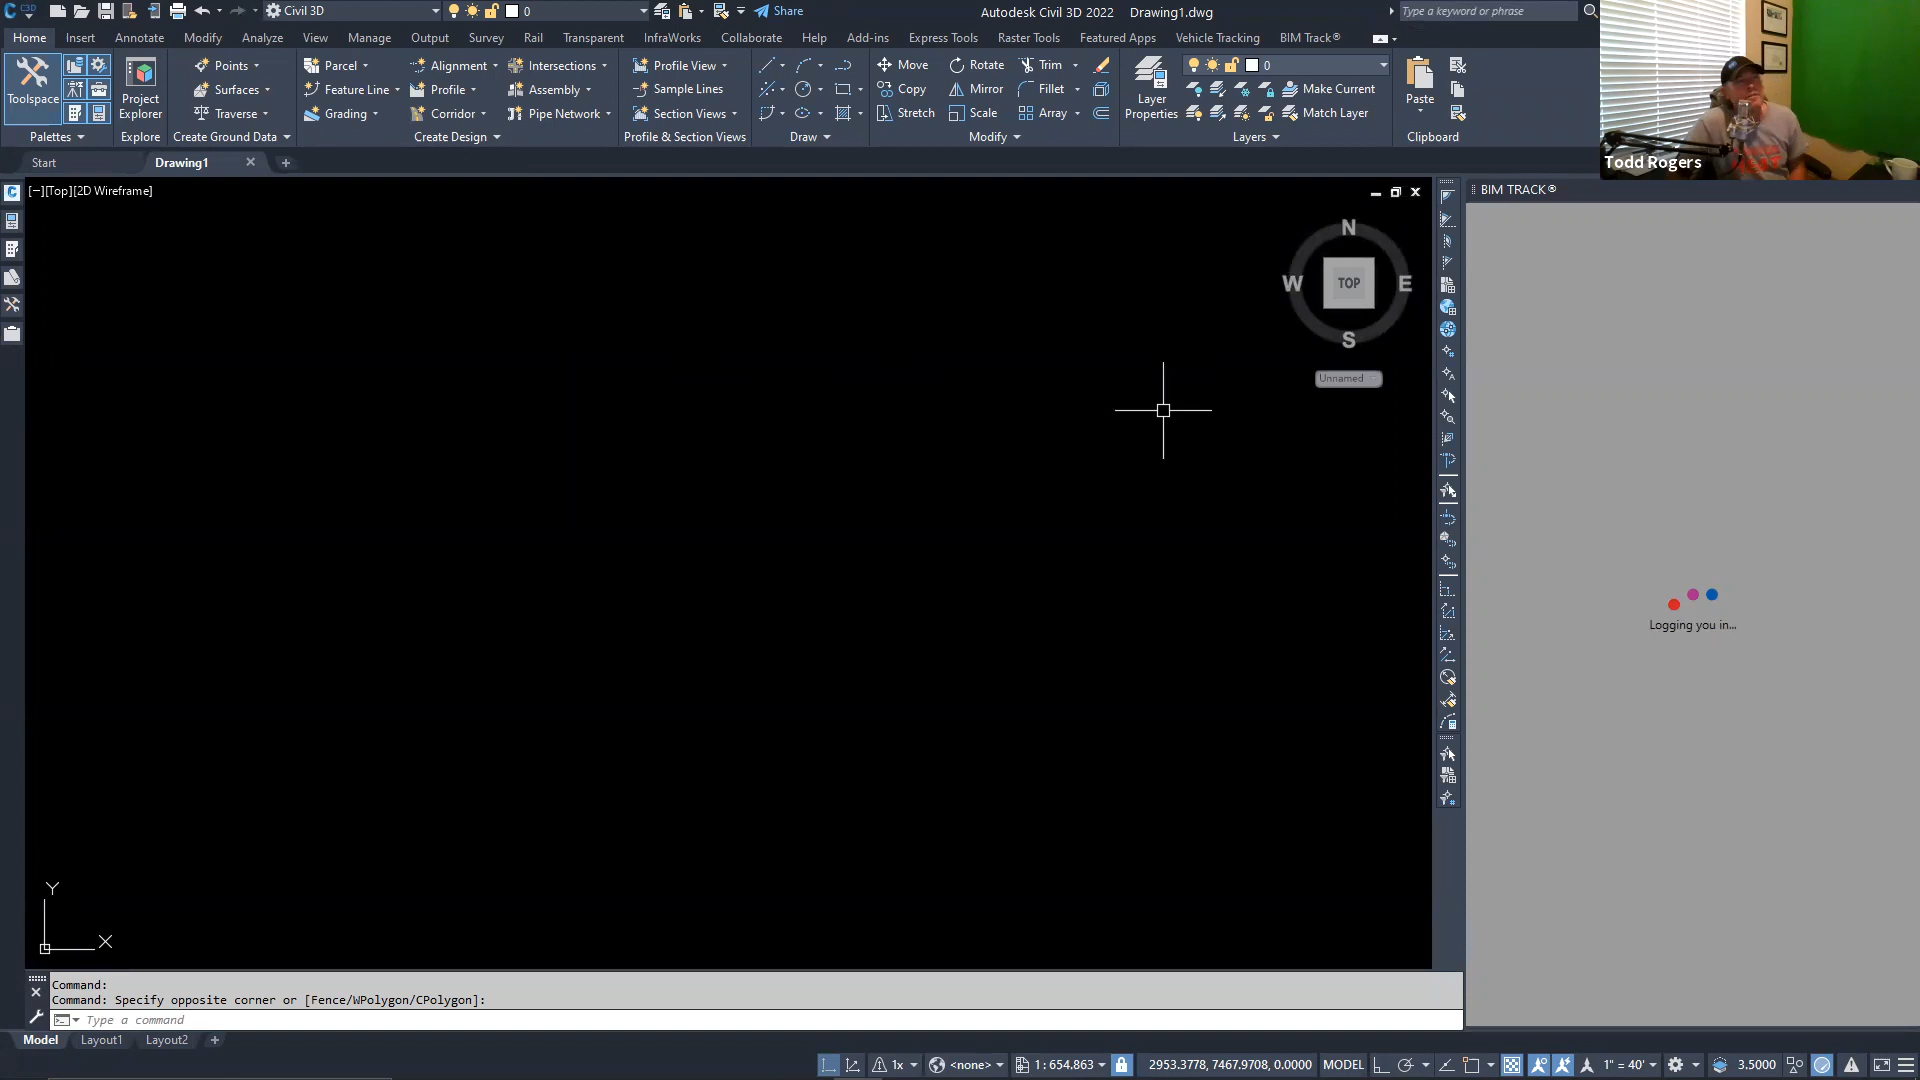 C3D Civil 3D 0 Share Autodesk Civil 3D 2022 Drawing1.dwg Type a keyword or phrase
Home Insert Annotate Modify Analyze View Manage Output Survey Rail Transparent InfraWorks Collaborate Help Add-ins Express Tools Raster Tools Featured Apps Vehicle Tracking BIM Track®
Points Parcel Alignment Intersections Profile View Move Rotate Trim 0
Surfaces Feature Line Profile Assembly Sample Lines Copy Mirror Fillet Make Current
Toolspace Project Explorer Layer Properties Paste
Traverse Grading Corridor Pipe Network Section Views Stretch Scale Array Match Layer
Palettes Explore Create Ground Data Create Design Profile & Section Views Draw Modify Layers Clipboard
Start Drawing1
Todd Rogers
[−][Top][2D Wireframe]
BIM TRACK®
N
W TOP E
S
Unnamed
Logging you in...
Y
X
Command:
Command: Specify opposite corner or [Fence/WPolygon/CPolygon]:
Type a command
Model Layout1 Layout2
1x <none> 1 : 654.863 2953.3778, 7467.9708, 0.0000 MODEL 1" = 40' 3.5000